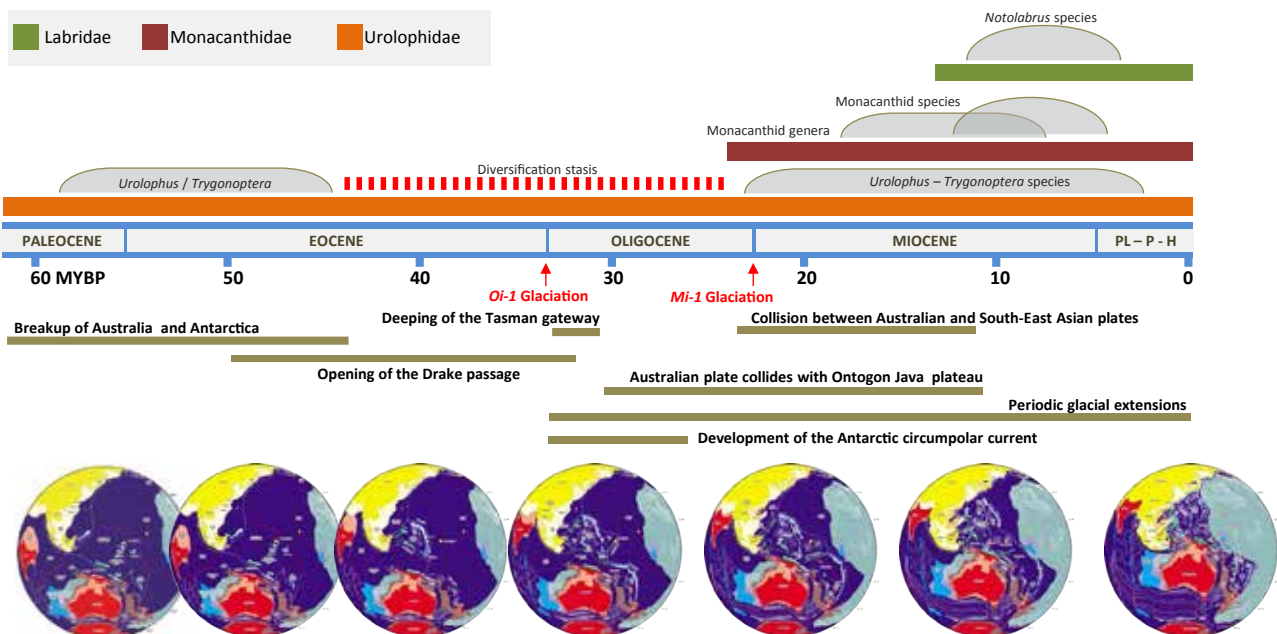 Notolabrus species
Labridae
Monacanthidae
Urolophidae
Monacanthid species
Monacanthid genera
Diversification stasis
Urolophus / Trygonoptera
Urolophus – Trygonoptera species
PALEOCENE
EOCENE
OLIGOCENE
MIOCENE
PL – P - H
60 MYBP
50
40
30
20
10
0
Oi-1 Glaciation
Mi-1 Glaciation
Breakup of Australia and Antarctica
Deeping of the Tasman gateway
Collision between Australian and South-East Asian plates
Opening of the Drake passage
Australian plate collides with Ontogon Java plateau
Periodic glacial extensions
Development of the Antarctic circumpolar current